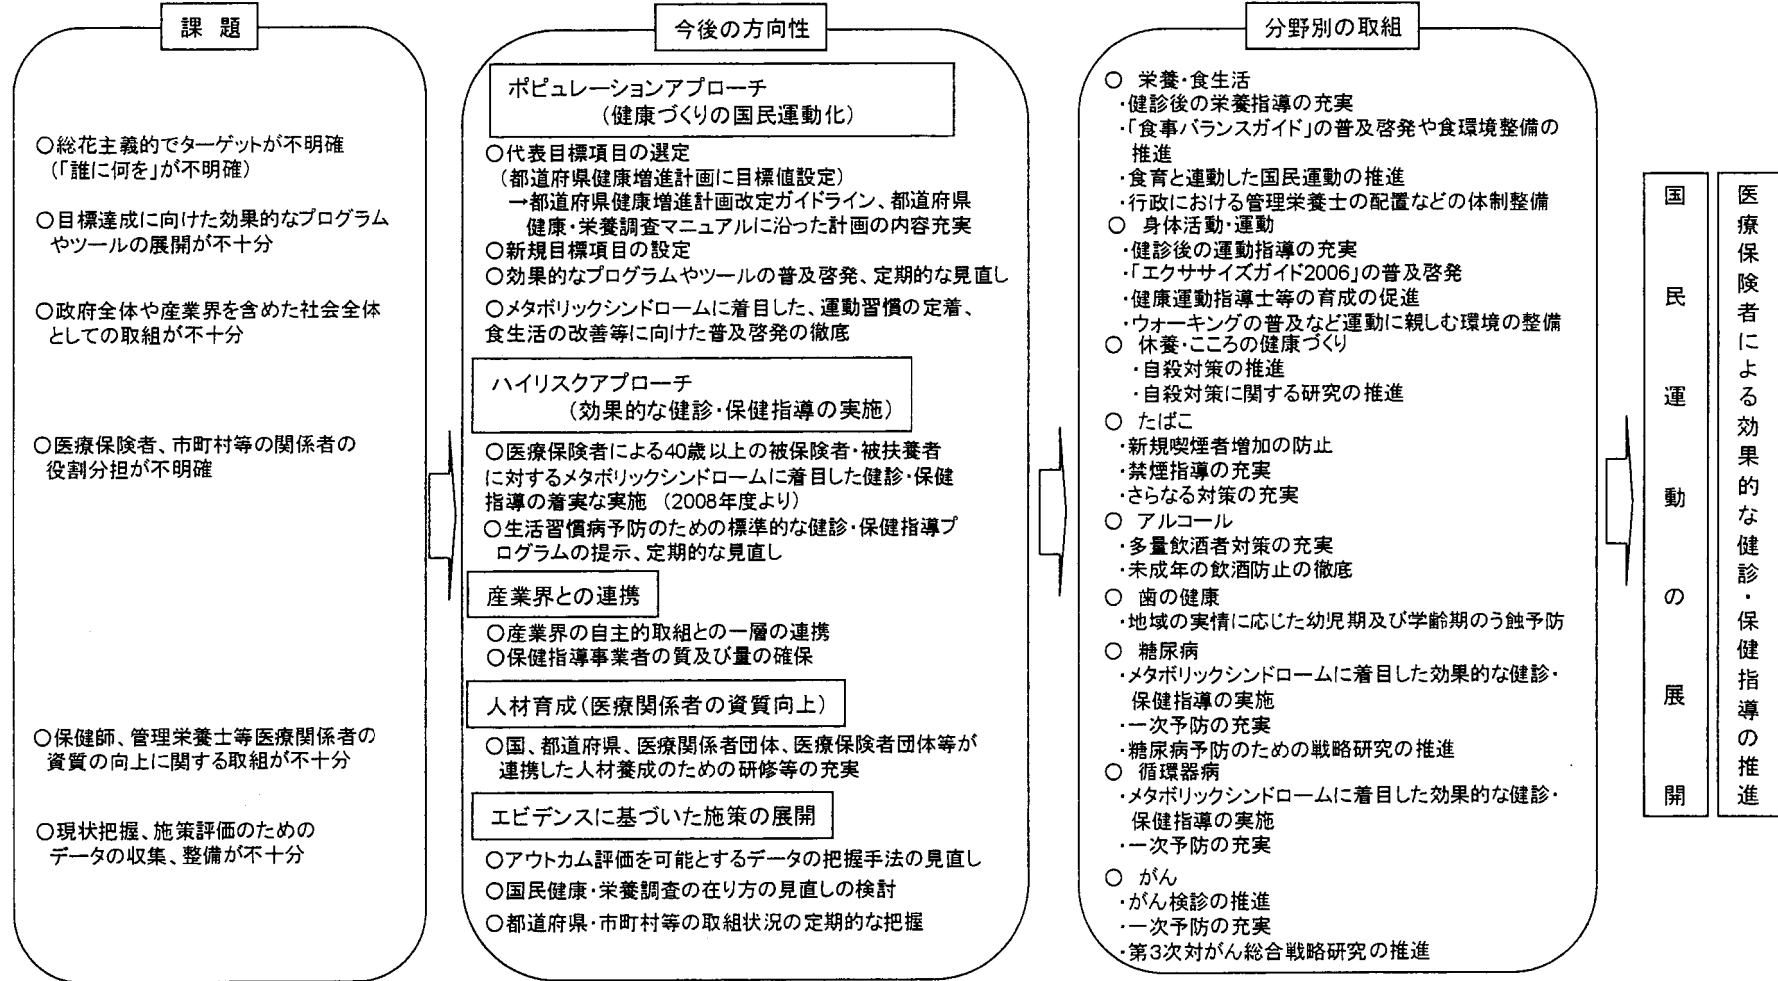 課題
○総花主義的でターゲットが不明確
(「誰に何を」が不明確)
○目標達成に向けた効果的なプログラム
やツールの展開が不十分
○政府全体や産業界を含めた社会全体
としての取組が不十分
○医療保険者、市町村等の関係者の
役割分担が不明確
○保健師、管理栄養士等医療関係者の
資質の向上に関する取組が不十分
○現状把握、施策評価のための
データの収集、整備が不十分
今後の方向性
ポピュレーションアプローチ
(健康づくりの国民運動化)
○代表目標項目の選定
(都道府県健康増進計画に目標値設定)
→都道府県健康増進計画改定ガイドライン、都道府県
健康・栄養調査マニュアルに沿った計画の内容充実
○新規目標項目の設定
○効果的なプログラムやツールの普及啓発、定期的な見直し
○メタボリックシンドロームに着目した、運動習慣の定着、
食生活の改善等に向けた普及啓発の徹底
ハイリスクアプローチ
(効果的な健診・保健指導の実施)
○医療保険者による40歳以上の被保険者・被扶養者
に対するメタボリックシンドロームに着目した健診・保健
指導の着実な実施 (2008年度より)
○生活習慣病予防のための標準的な健診・保健指導プ
ログラムの提示、定期的な見直し
産業界との連携
○産業界の自主的取組との一層の連携
○保健指導事業者の質及び量の確保
人材育成(医療関係者の資質向上)
○国、都道府県、医療関係者団体、医療保険者団体等が
連携した人材養成のための研修等の充実
エビデンスに基づいた施策の展開
○アウトカム評価を可能とするデータの把握手法の見直し
○国民健康・栄養調査の在り方の見直しの検討
○都道府県・市町村等の取組状況の定期的な把握
分野別の取組
○ 栄養・食生活
・健診後の栄養指導の充実
・「食事バランスガイド」の普及啓発や食環境整備の
推進
・食育と連動した国民運動の推進
・行政における管理栄養士の配置などの体制整備
○ 身体活動・運動
・健診後の運動指導の充実
・「エクササイズガイド2006」の普及啓発
・健康運動指導士等の育成の促進
・ウォーキングの普及など運動に親しむ環境の整備
○ 休養・こころの健康づくり
・自殺対策の推進
・自殺対策に関する研究の推進
○ たばこ
・新規喫煙者増加の防止
・禁煙指導の充実
・さらなる対策の充実
○ アルコール
・多量飲酒者対策の充実
・未成年の飲酒防止の徹底
○ 歯の健康
・地域の実情に応じた幼児期及び学齢期のう蝕予防
○ 糖尿病
・メタボリックシンドロームに着目した効果的な健診・
保健指導の実施
・一次予防の充実
・糖尿病予防のための戦略研究の推進
○ 循環器病
・メタボリックシンドロームに着目した効果的な健診・
保健指導の実施
・一次予防の充実
○ がん
・がん検診の推進
・一次予防の充実
・第3次対がん総合戦略研究の推進
国民運動の展開
医療保険者による効果的な健診・保健指導の推進